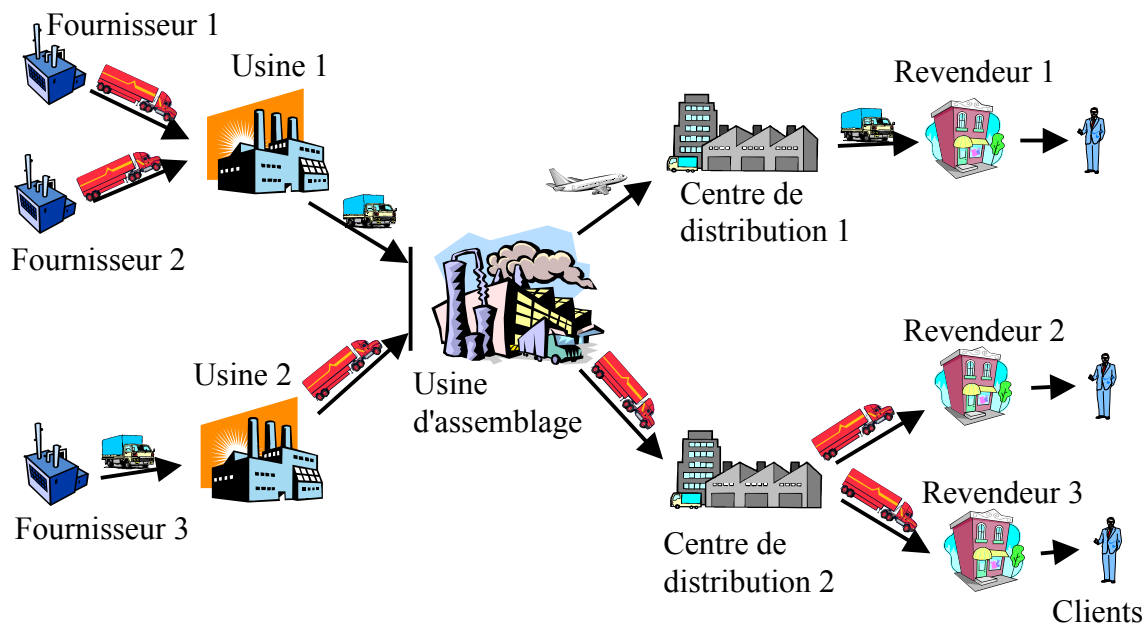 Fournisseur 1
Usine 1
Fournisseur 2
Usine 2
Fournisseur 3
Usine
d'assemblage
Centre de
distribution 1
Revendeur 1
Centre de
distribution 2
Revendeur 2
Revendeur 3
Clients